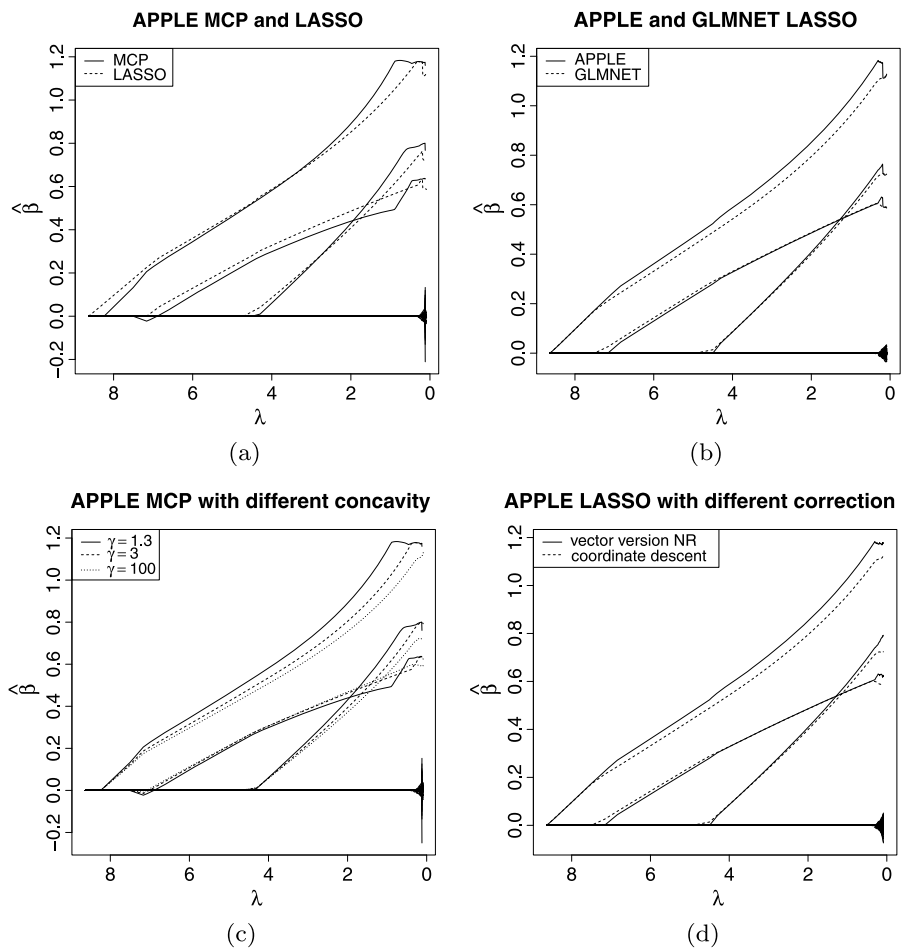 APPLE MCP and LASSO
MCP
LASSO
1.2
1.0
0.8
0.6
0.4
0.2
0.0
−0.2
β̂
8 6 4 2 0
λ
(a)
APPLE and GLMNET LASSO
APPLE
GLMNET
1.2
1.0
0.8
0.6
0.4
0.2
0.0
β̂
8 6 4 2 0
λ
(b)
APPLE MCP with different concavity
γ = 1.3
γ = 3
γ = 100
1.2
1.0
0.8
0.6
0.4
0.2
0.0
−0.2
β̂
8 6 4 2 0
λ
(c)
APPLE LASSO with different correction
vector version NR
coordinate descent
1.2
1.0
0.8
0.6
0.4
0.2
0.0
β̂
8 6 4 2 0
λ
(d)